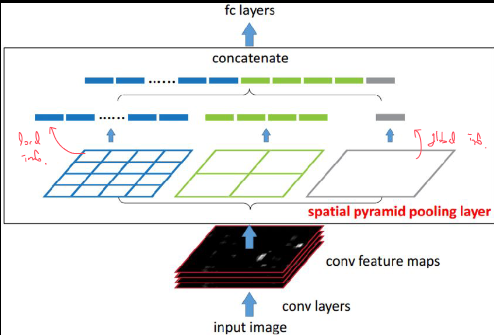 fc layers
concatenate
......
......
local
info.
global info.
spatial pyramid pooling layer
conv feature maps
conv layers
input image